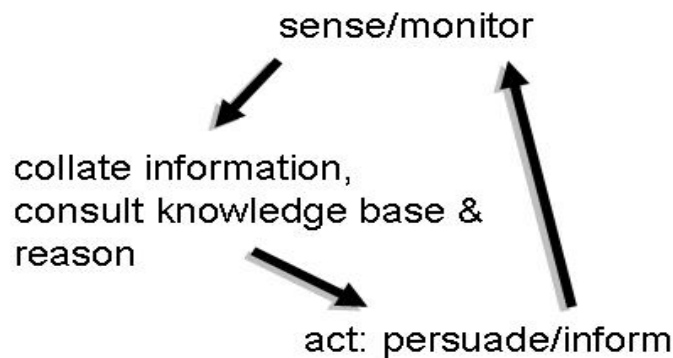 sense/monitor
collate information,
consult knowledge base &
reason
act: persuade/inform